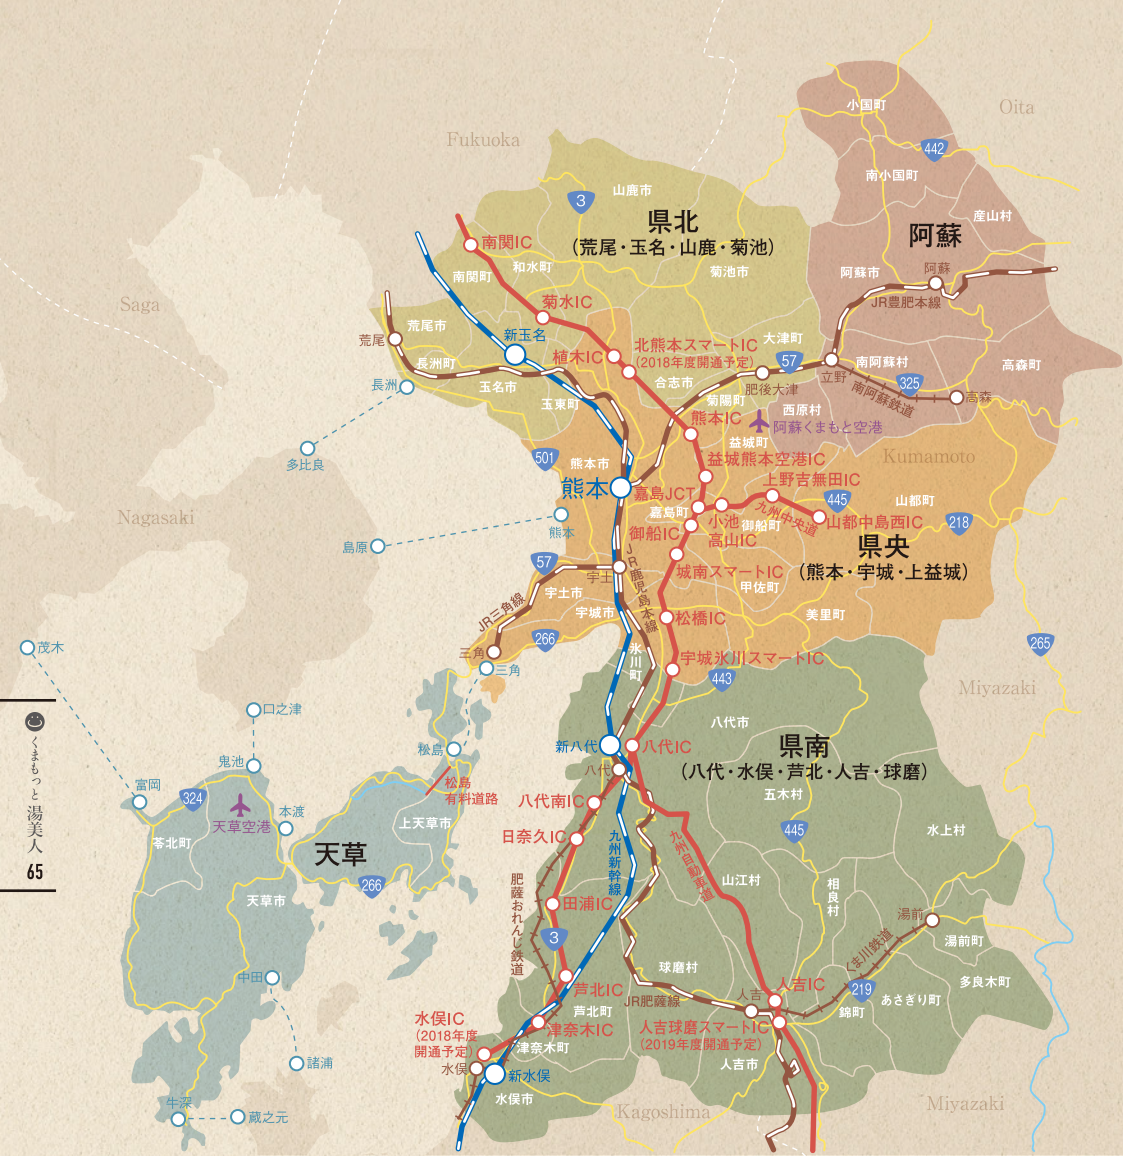 Fukuoka
Oita
Saga
Nagasaki
Kumamoto
Miyazaki
Miyazaki
Kagoshima
小国町
442
南小国町
産山村
阿蘇
阿蘇市
阿蘇
JR豊肥本線
山鹿市
3
県北
(荒尾・玉名・山鹿・菊池)
菊池市
南関IC
和水町
南関町
菊水IC
新玉名
荒尾市
荒尾
長洲町
長洲
玉名市
玉東町
植木IC
北熊本スマートIC
(2018年度開通予定)
大津町
57
合志市
菊陽町
肥後大津
立野
南阿蘇村
325
南阿蘇鉄道
高森
高森町
西原村
阿蘇くまもと空港
熊本IC
益城町
益城熊本空港IC
多比良
501
熊本市
熊本
嘉島JCT
嘉島町
上野吉無田IC
445
山都町
218
小池
高山IC
御船町
九州中央道
山都中島西IC
御船IC
県央
(熊本・宇城・上益城)
熊本
島原
57
宇土
宇土市
JR鹿児島本線
城南スマートIC
甲佐町
JR三角線
宇城市
266
松橋IC
美里町
265
三角
三角
氷川町
宇城氷川スマートIC
443
茂木
口之津
八代市
新八代
八代IC
八代
県南
(八代・水俣・芦北・人吉・球磨)
松島
松島
有料道路
鬼池
富岡
324
天草空港
本渡
苓北町
上天草市
天草
266
天草市
八代南IC
日奈久IC
五木村
445
水上村
九州新幹線
九州自動車道
山江村
相良村
肥薩おれんじ鉄道
田浦IC
3
湯前
湯前町
くま川鉄道
多良木町
球磨村
芦北IC
JR肥薩線
219
あさぎり町
錦町
人吉
人吉IC
中田
諸浦
芦北町
水俣IC
(2018年度
開通予定)
津奈木IC
津奈木町
人吉球磨スマートIC
(2019年度開通予定)
人吉市
水俣
新水俣
水俣市
牛深
蔵之元
くまもっと
湯美人
65